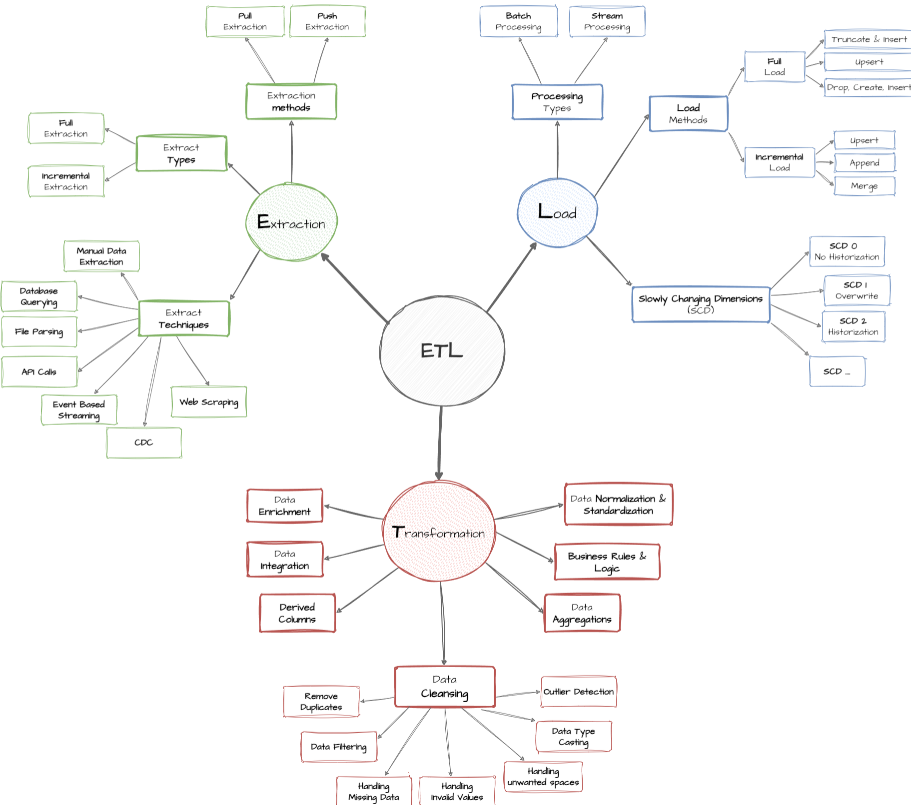 Pull
Extraction
Push
Extraction
Extraction
methods
Full
Extraction
Incremental
Extraction
Extract
Types
Extraction
Manual Data
Extraction
Database
Querying
File Parsing
API Calls
Event Based
Streaming
CDC
Web Scraping
Extract
Techniques
Batch
Processing
Stream
Processing
Processing
Types
Load
Load
Methods
Full
Load
Truncate & Insert
Upsert
Drop, Create, Insert
Incremental
Load
Upsert
Append
Merge
Slowly Changing Dimensions
(SCD)
SCD 0
No Historization
SCD 1
Overwrite
SCD 2
Historization
SCD ...
ETL
Transformation
Data
Enrichment
Data
Integration
Derived
Columns
Data Normalization &
Standardization
Business Rules &
Logic
Data
Aggregations
Data
Cleansing
Remove
Duplicates
Data Filtering
Handling
Missing Data
Handling
Invalid Values
Handling
unwanted spaces
Data Type
Casting
Outlier Detection